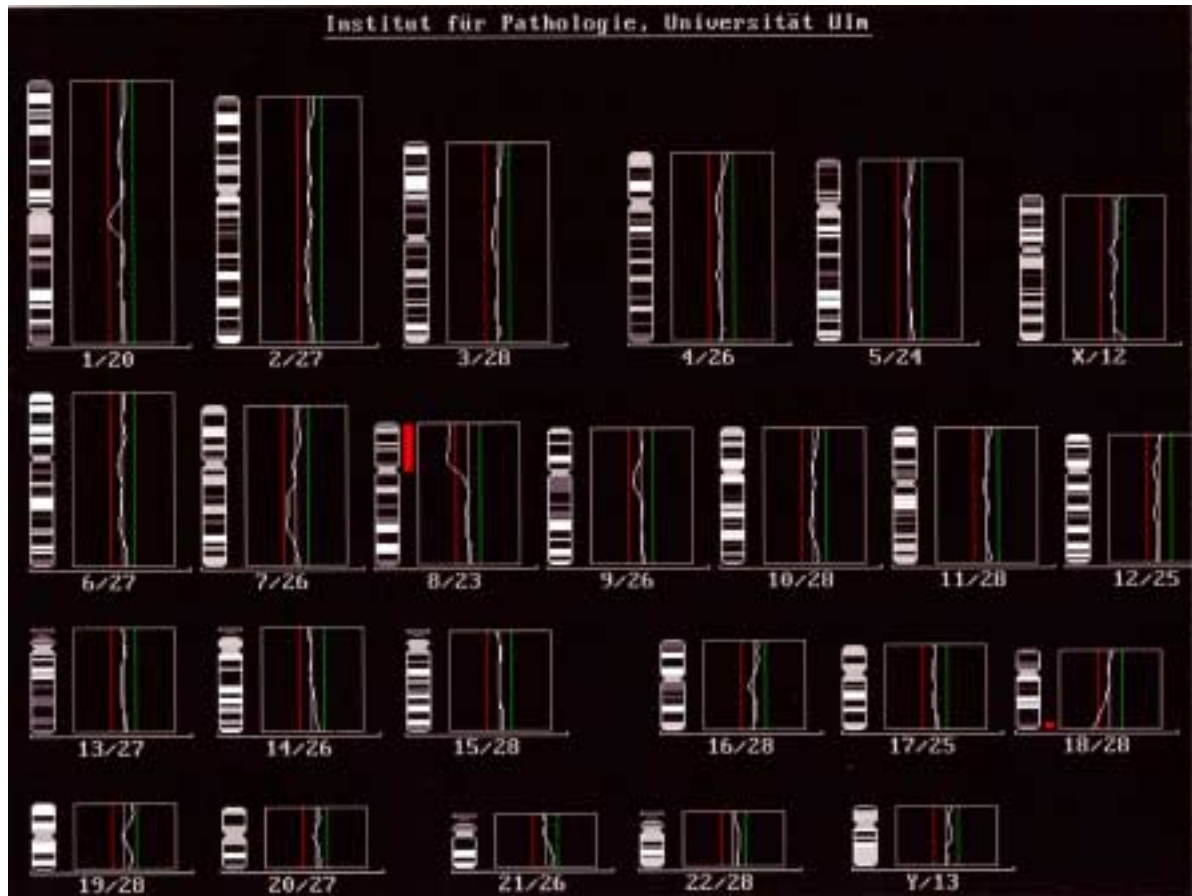 Institut für Pathologie, Universität Ulm
1/20 2/27 3/28 4/26 5/24 X/12
6/27 7/26 8/23 9/26 10/28 11/28 12/25
13/27 14/26 15/28 16/28 17/25 18/28
19/28 20/27 21/26 22/28 Y/13